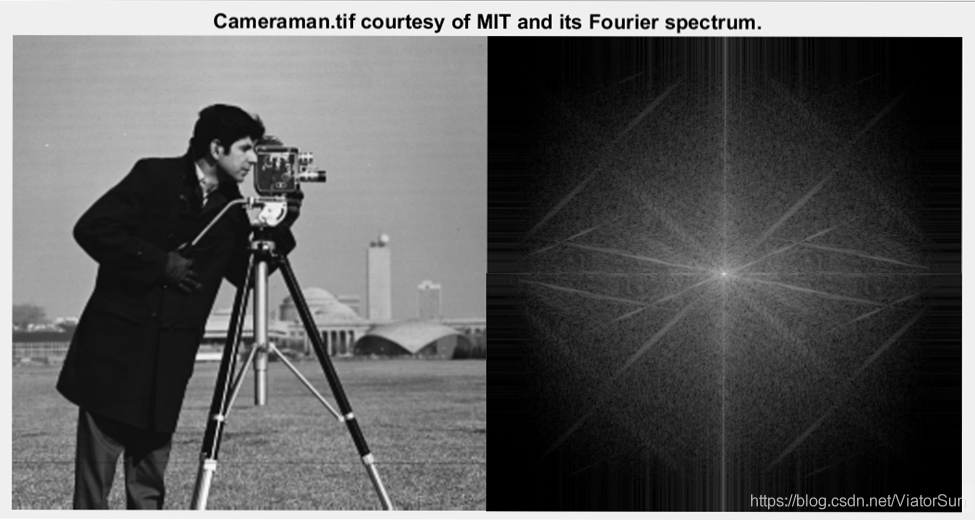 Cameraman.tif courtesy of MIT and its Fourier spectrum.
https://blog.csdn.net/ViatorSun